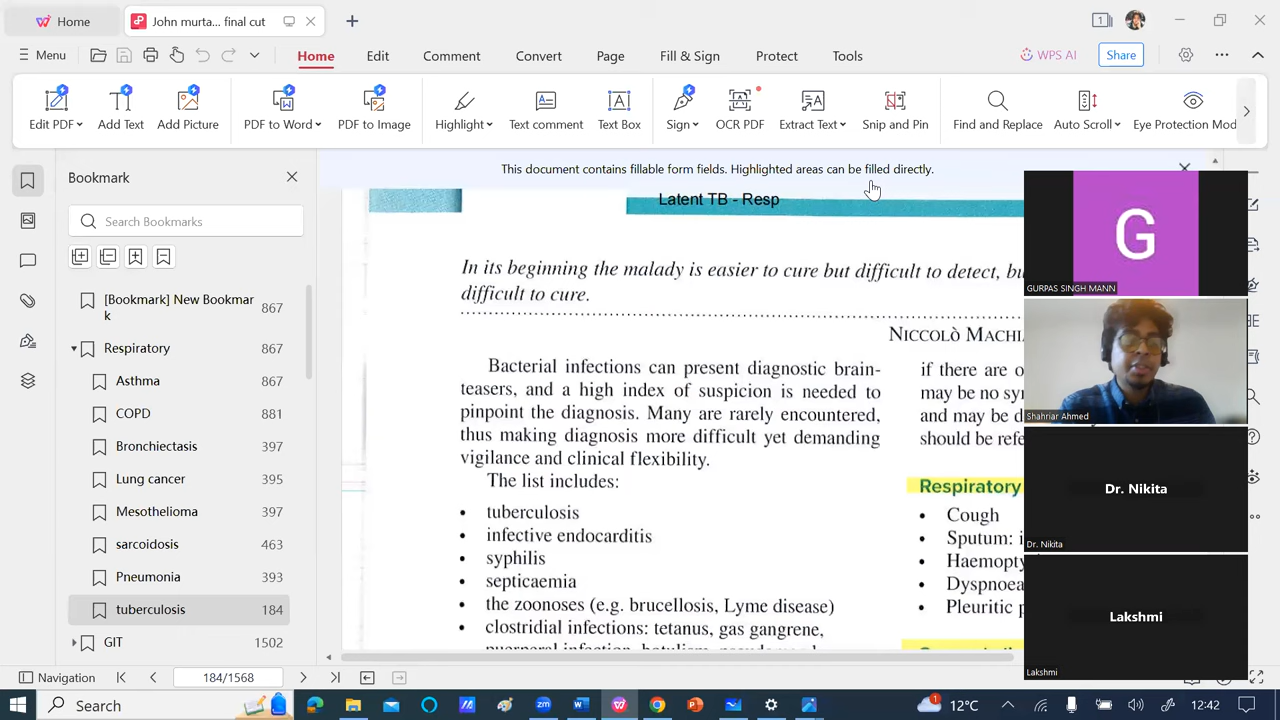 Home
John murta... final cut
1
Menu
Home
Edit
Comment
Convert
Page
Fill & Sign
Protect
Tools
WPS AI
Share
Edit PDF
Add Text
Add Picture
PDF to Word
PDF to Image
Highlight
Text comment
Text Box
Sign
OCR PDF
Extract Text
Snip and Pin
Find and Replace
Auto Scroll
Eye Protection Mod
Bookmark
Search Bookmarks
[Bookmark] New Bookmar
k
867
Respiratory 867
Asthma 867
COPD 881
Bronchiectasis 397
Lung cancer 395
Mesothelioma 397
sarcoidosis 463
Pneumonia 393
tuberculosis 184
GIT 1502
This document contains fillable form fields. Highlighted areas can be filled directly.
Latent TB - Resp
In its beginning the malady is easier to cure but difficult to detect, bu
difficult to cure.
NICCOLÒ MACHIA
Bacterial infections can present diagnostic brain-
teasers, and a high index of suspicion is needed to
pinpoint the diagnosis. Many are rarely encountered,
thus making diagnosis more difficult yet demanding
vigilance and clinical flexibility.
The list includes:
• tuberculosis
• infective endocarditis
• syphilis
• septicaemia
• the zoonoses (e.g. brucellosis, Lyme disease)
• clostridial infections: tetanus, gas gangrene,
if there are o
may be no sy
and may be d
should be refe
Respiratory
• Cough
• Sputum: i
• Haemopty
• Dyspnoea
• Pleuritic p
G
GURPAS SINGH MANN
Shahriar Ahmed
Dr. Nikita
Dr. Nikita
Lakshmi
Lakshmi
Navigation
184/1568
Search
1
12°C
12:42